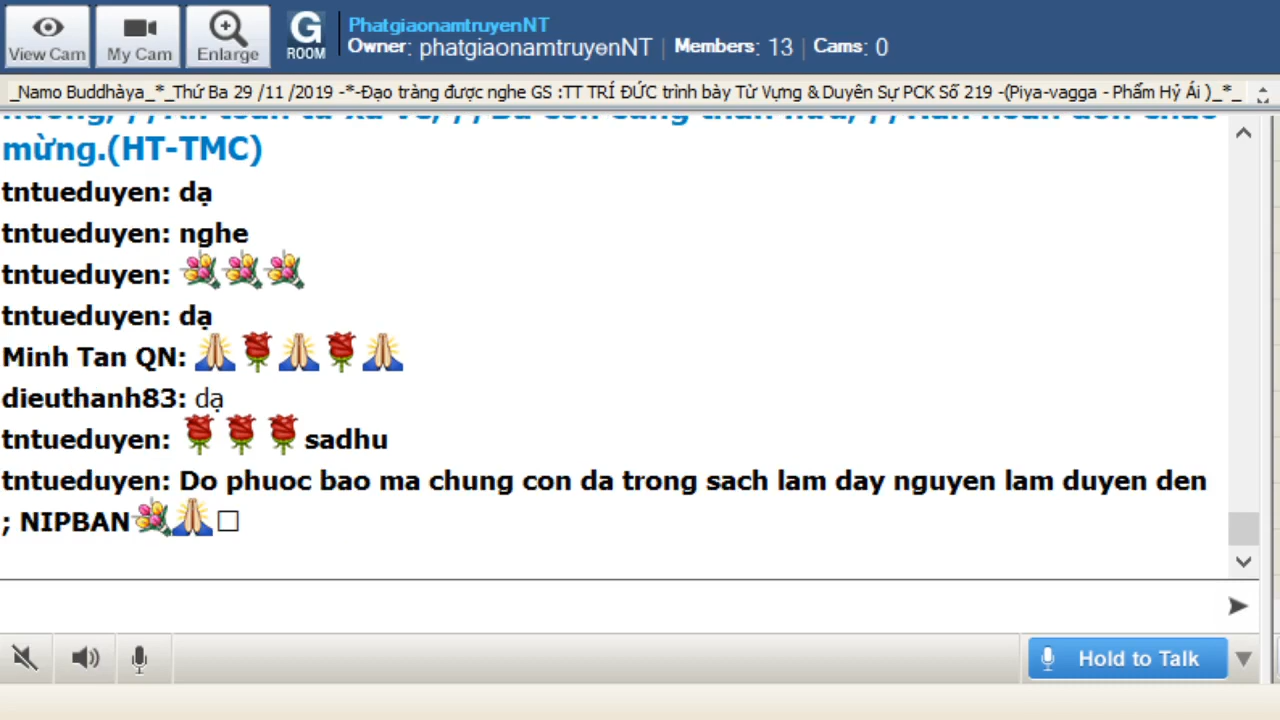 View Cam
My Cam
Enlarge
G
ROOM
PhatgiaonamtruyenNT
Owner: phatgiaonamtruyenNT | Members: 13 | Cams: 0
_Namo Buddhàya_*_Thứ Ba 29 /11 /2019 -*-Đạo tràng được nghe GS :TT TRÍ ĐỨC trình bày Từ Vựng & Duyên Sự PCK Số 219 -(Piya-vagga - Phẩm Hỷ Ái )_*_
mừng.(HT-TMC)
tntueduyen: dạ
tntueduyen: nghe
tntueduyen:
tntueduyen: dạ
Minh Tan QN:
dieuthanh83: dạ
tntueduyen: sadhu
tntueduyen: Do phuoc bao ma chung con da trong sach lam day nguyen lam duyen den
; NIPBAN
Hold to Talk